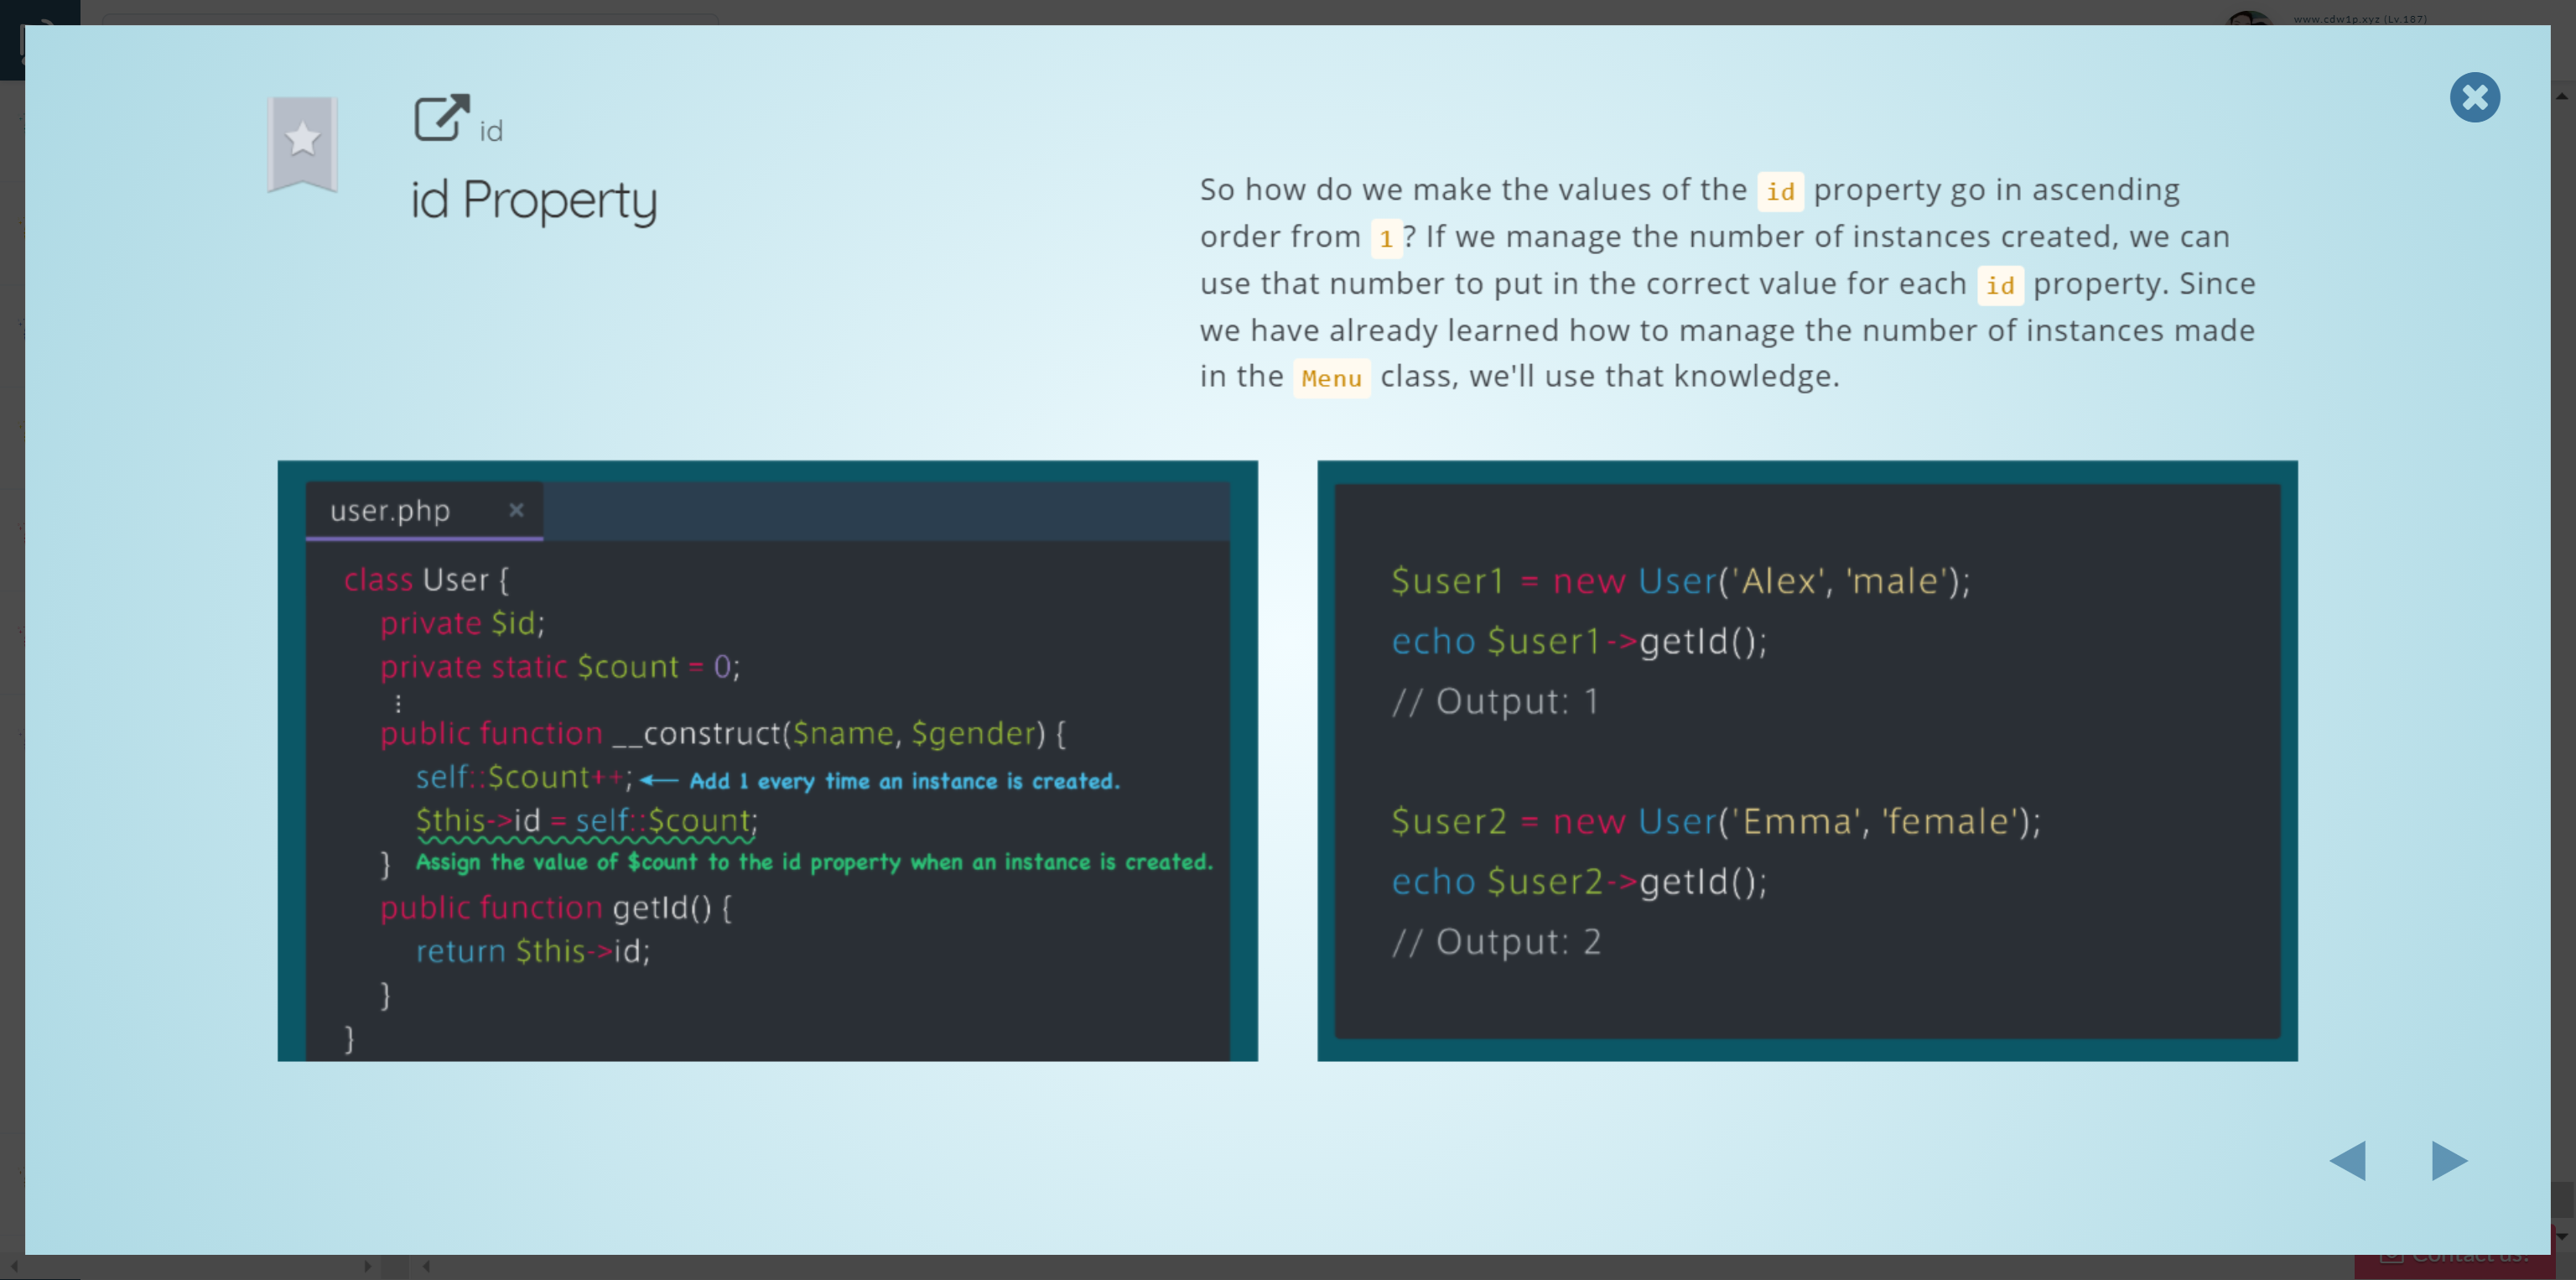 www.cdw1p.xyz (Lv.187)
id
id Property
So how do we make the values of the id property go in ascending
order from 1? If we manage the number of instances created, we can
use that number to put in the correct value for each id property. Since
we have already learned how to manage the number of instances made
in the Menu class, we'll use that knowledge.
user.php
class User {
private $id;
private static $count = 0;
⋮
public function __construct($name, $gender) {
self::$count++; ← Add 1 every time an instance is created.
$this->id = self::$count;
} Assign the value of $count to the id property when an instance is created.
public function getId() {
return $this->id;
}
}
$user1 = new User('Alex', 'male');
echo $user1->getId();
// Output: 1
$user2 = new User('Emma', 'female');
echo $user2->getId();
// Output: 2
Contact us!